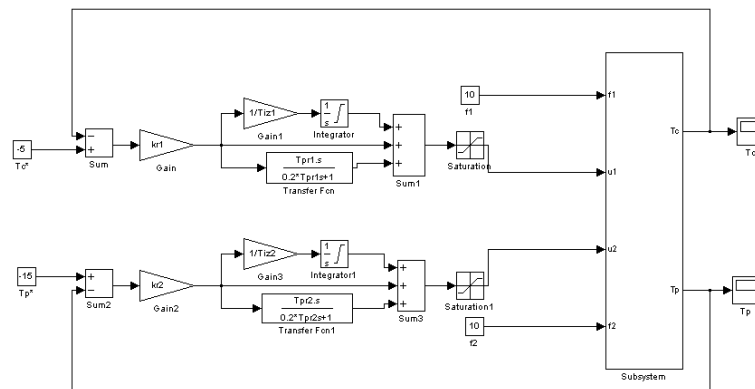 10
f1
f1
1/Tiz1
1
s
Gain1
Integrator
Tc
Tc
-5
Tc*
−
+
Sum
kr1
Gain
+
+
+
Sum1
Saturation
u1
Tpr1.s
0.2*Tpr1s+1
Transfer Fcn
-15
Tp*
+
−
Sum2
kr2
Gain2
1/Tiz2
1
s
Gain3
Integrator1
+
+
+
Sum3
Saturation1
u2
Tpr2.s
0.2*Tpr2s+1
Transfer Fcn1
10
f2
f2
Tp
Tp
Subsystem